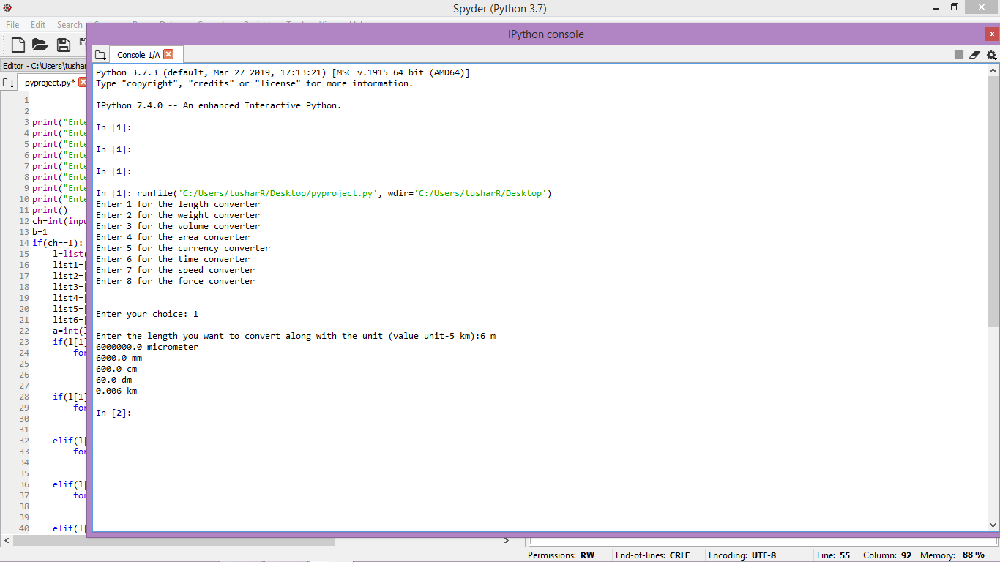 Spyder (Python 3.7)
File Edit Search
IPython console
Console 1/A
Editor - C:\Users\tushar
pyproject.py*
Python 3.7.3 (default, Mar 27 2019, 17:13:21) [MSC v.1915 64 bit (AMD64)]
Type "copyright", "credits" or "license" for more information.
IPython 7.4.0 -- An enhanced Interactive Python.
In [1]:
In [1]:
In [1]:
In [1]: runfile('C:/Users/tusharR/Desktop/pyproject.py', wdir='C:/Users/tusharR/Desktop')
Enter 1 for the length converter
Enter 2 for the weight converter
Enter 3 for the volume converter
Enter 4 for the area converter
Enter 5 for the currency converter
Enter 6 for the time converter
Enter 7 for the speed converter
Enter 8 for the force converter
Enter your choice: 1
Enter the length you want to convert along with the unit (value unit-5 km):6 m
6000000.0 micrometer
6000.0 mm
600.0 cm
60.0 dm
0.006 km
In [2]:
1
2
3 print("Ente
4 print("Ente
5 print("Ente
6 print("Ente
7 print("Ente
8 print("Ente
9 print("Ente
10 print("Ente
11 print()
12 ch=int(inpu
13 b=1
14 if(ch==1):
15 l=list(
16 list1=[
17 list2=[
18 list3=[
19 list4=[
20 list5=[
21 list6=[
22 a=int(l
23 if(l[1]
24 for
25
26
27
28 if(l[1]
29 for
30
31
32 elif(l[
33 for
34
35
36 elif(l[
37 for
38
39
40 elif(l[
Permissions: RW End-of-lines: CRLF Encoding: UTF-8 Line: 55 Column: 92 Memory: 88 %